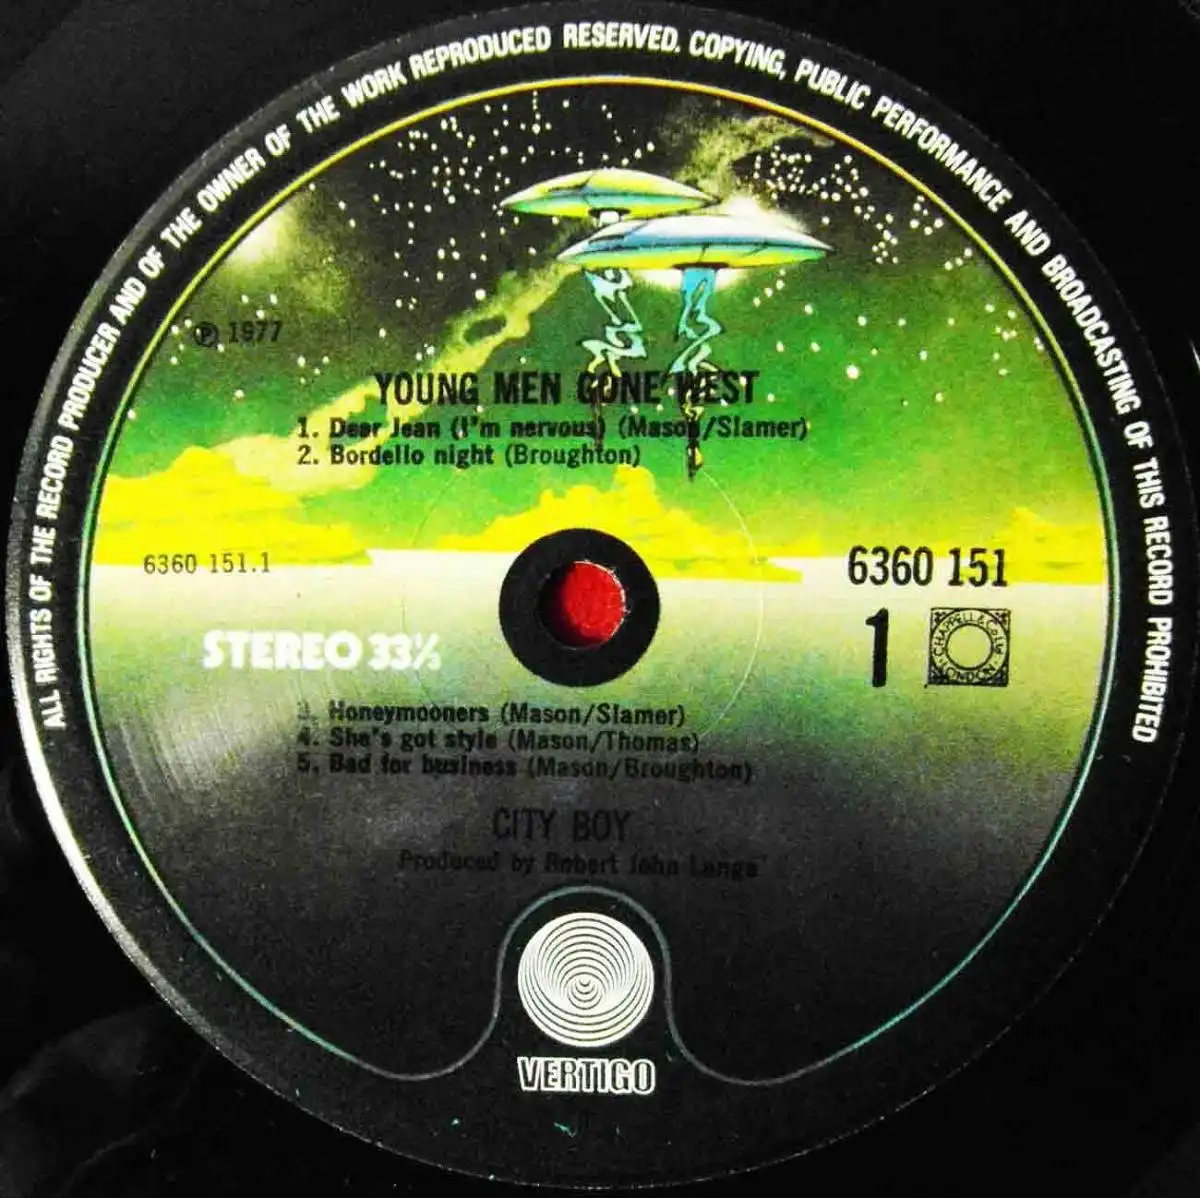 ALL RIGHTS OF THE RECORD PRODUCER AND OF THE OWNER OF THE WORK REPRODUCED RESERVED. COPYING, PUBLIC PERFORMANCE AND BROADCASTING OF THIS RECORD PROHIBITED
℗ 1977
YOUNG MEN GONE WEST
1. Dear Jean (I'm nervous) (Mason/Slamer)
2. Bordello night (Broughton)
6360 151.1
6360 151
1
CHAPPELL & Co Ltd LONDON
STEREO 33⅓
3. Honeymooners (Mason/Slamer)
4. She's got style (Mason/Thomas)
5. Bad for business (Mason/Broughton)
CITY BOY
Produced by Robert John Lange
VERTIGO